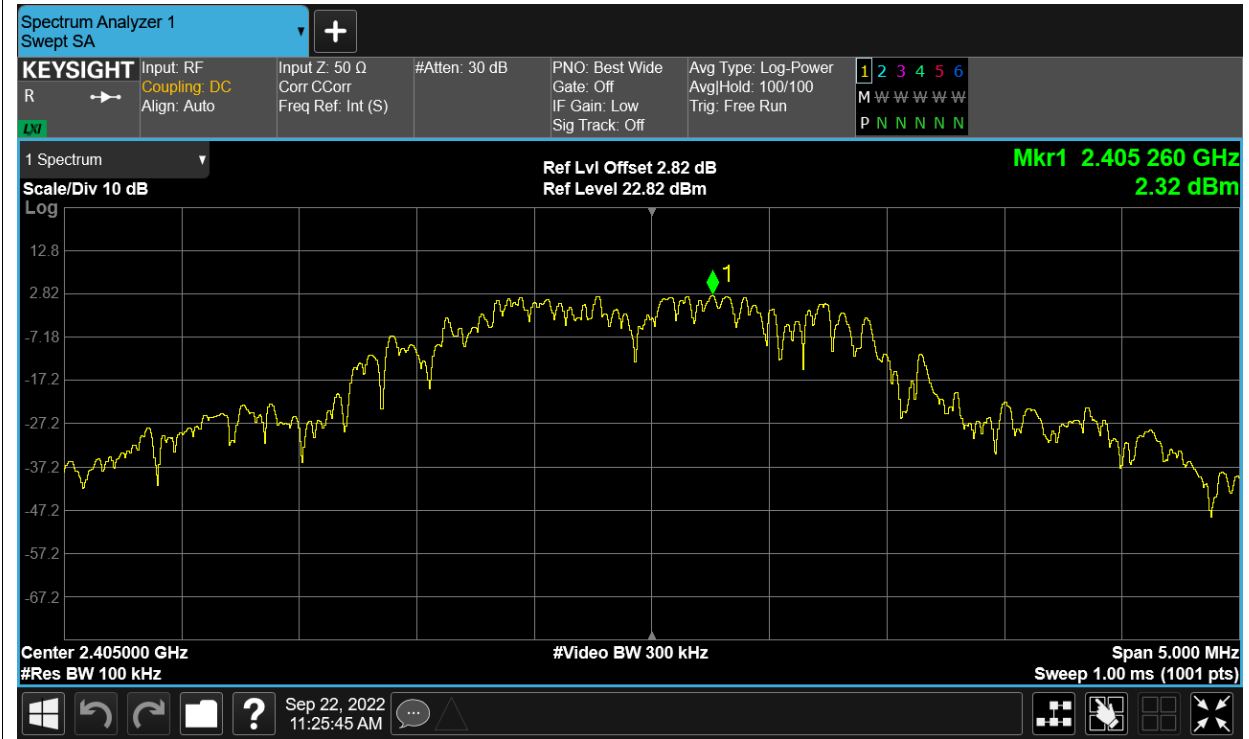 Spectrum Analyzer 1
Swept SA
▼
+
KEYSIGHT
R
LXI
Input: RF
Coupling: DC
Align: Auto
Input Z: 50 Ω
Corr CCorr
Freq Ref: Int (S)
#Atten: 30 dB
PNO: Best Wide
Gate: Off
IF Gain: Low
Sig Track: Off
Avg Type: Log-Power
Avg|Hold: 100/100
Trig: Free Run
1 2 3 4 5 6
M W W W W W
P N N N N N
1 Spectrum ▼
Scale/Div 10 dB
Ref Lvl Offset 2.82 dB
Ref Level 22.82 dBm
Mkr1 2.405 260 GHz
2.32 dBm
Log
12.8
2.82
-7.18
-17.2
-27.2
-37.2
-47.2
-57.2
-67.2
1
Center 2.405000 GHz
#Res BW 100 kHz
#Video BW 300 kHz
Span 5.000 MHz
Sweep 1.00 ms (1001 pts)
?
Sep 22, 2022
11:25:45 AM